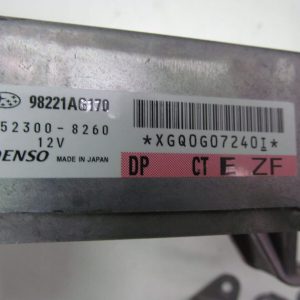 98221AG170
52300-8260
12V
DENSO MADE IN JAPAN
*XGQ0G07240I*
DP CT E ZF